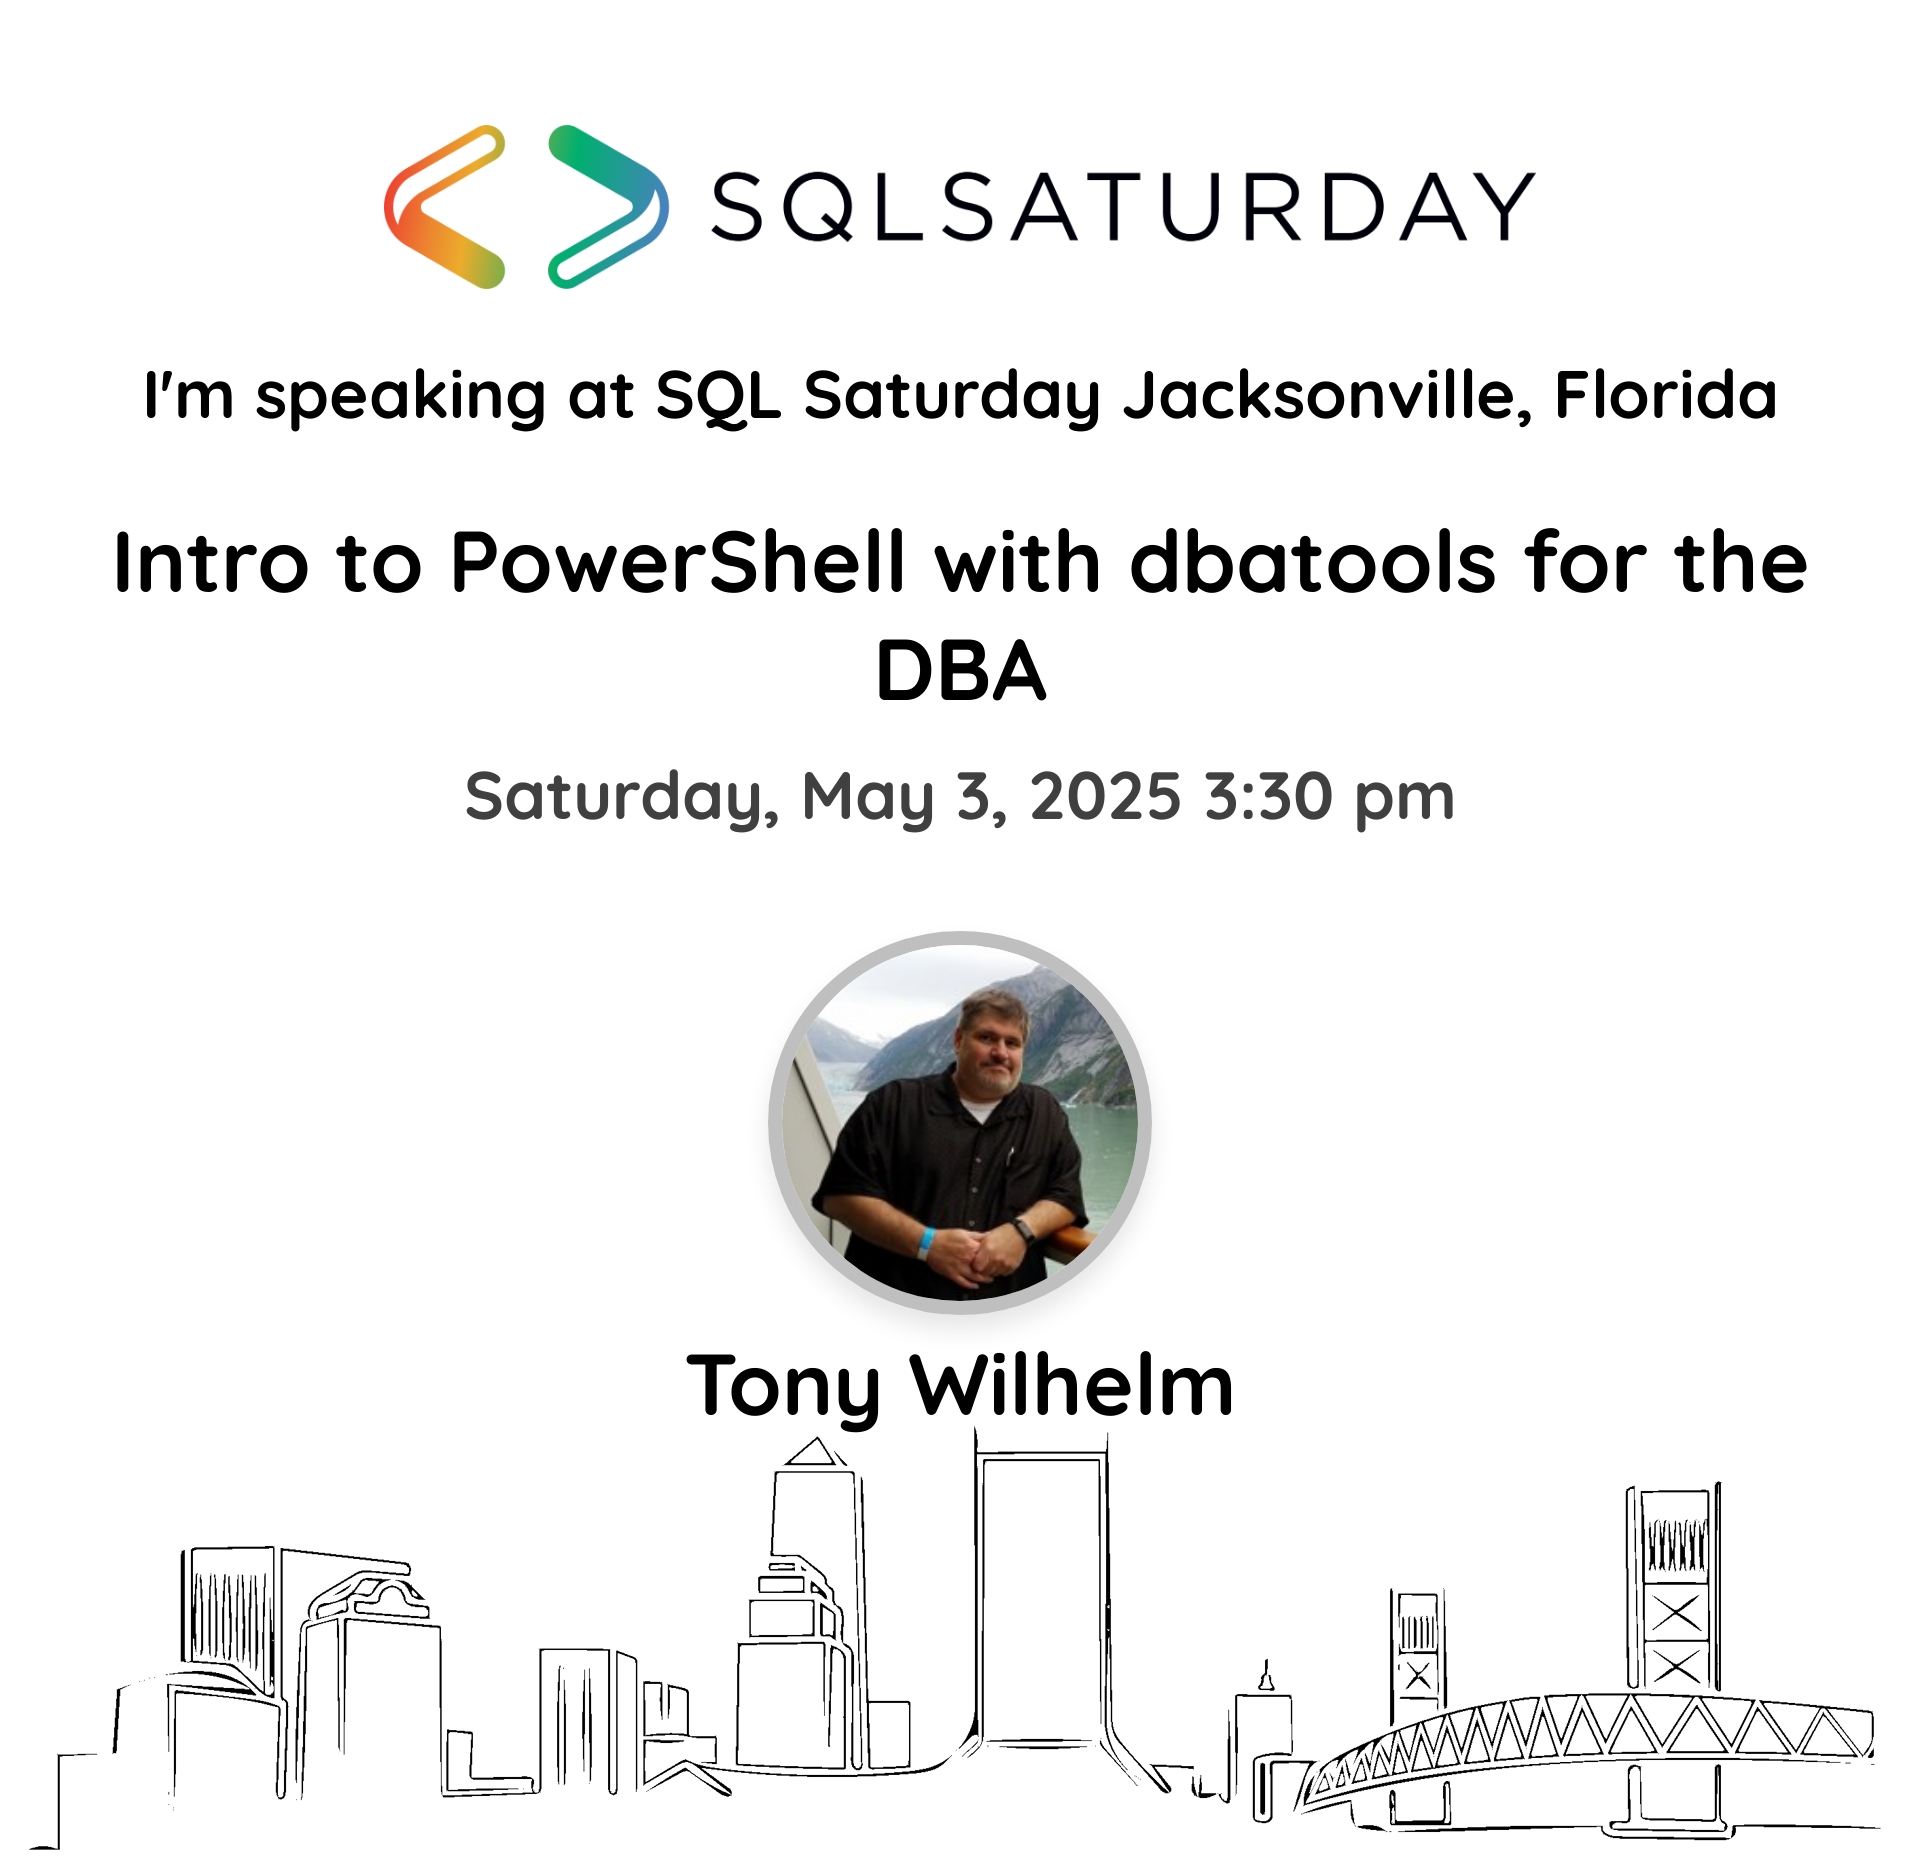 SQLSATURDAY
I'm speaking at SQL Saturday Jacksonville, Florida
Intro to PowerShell with dbatools for the
DBA
Saturday, May 3, 2025 3:30 pm
Tony Wilhelm